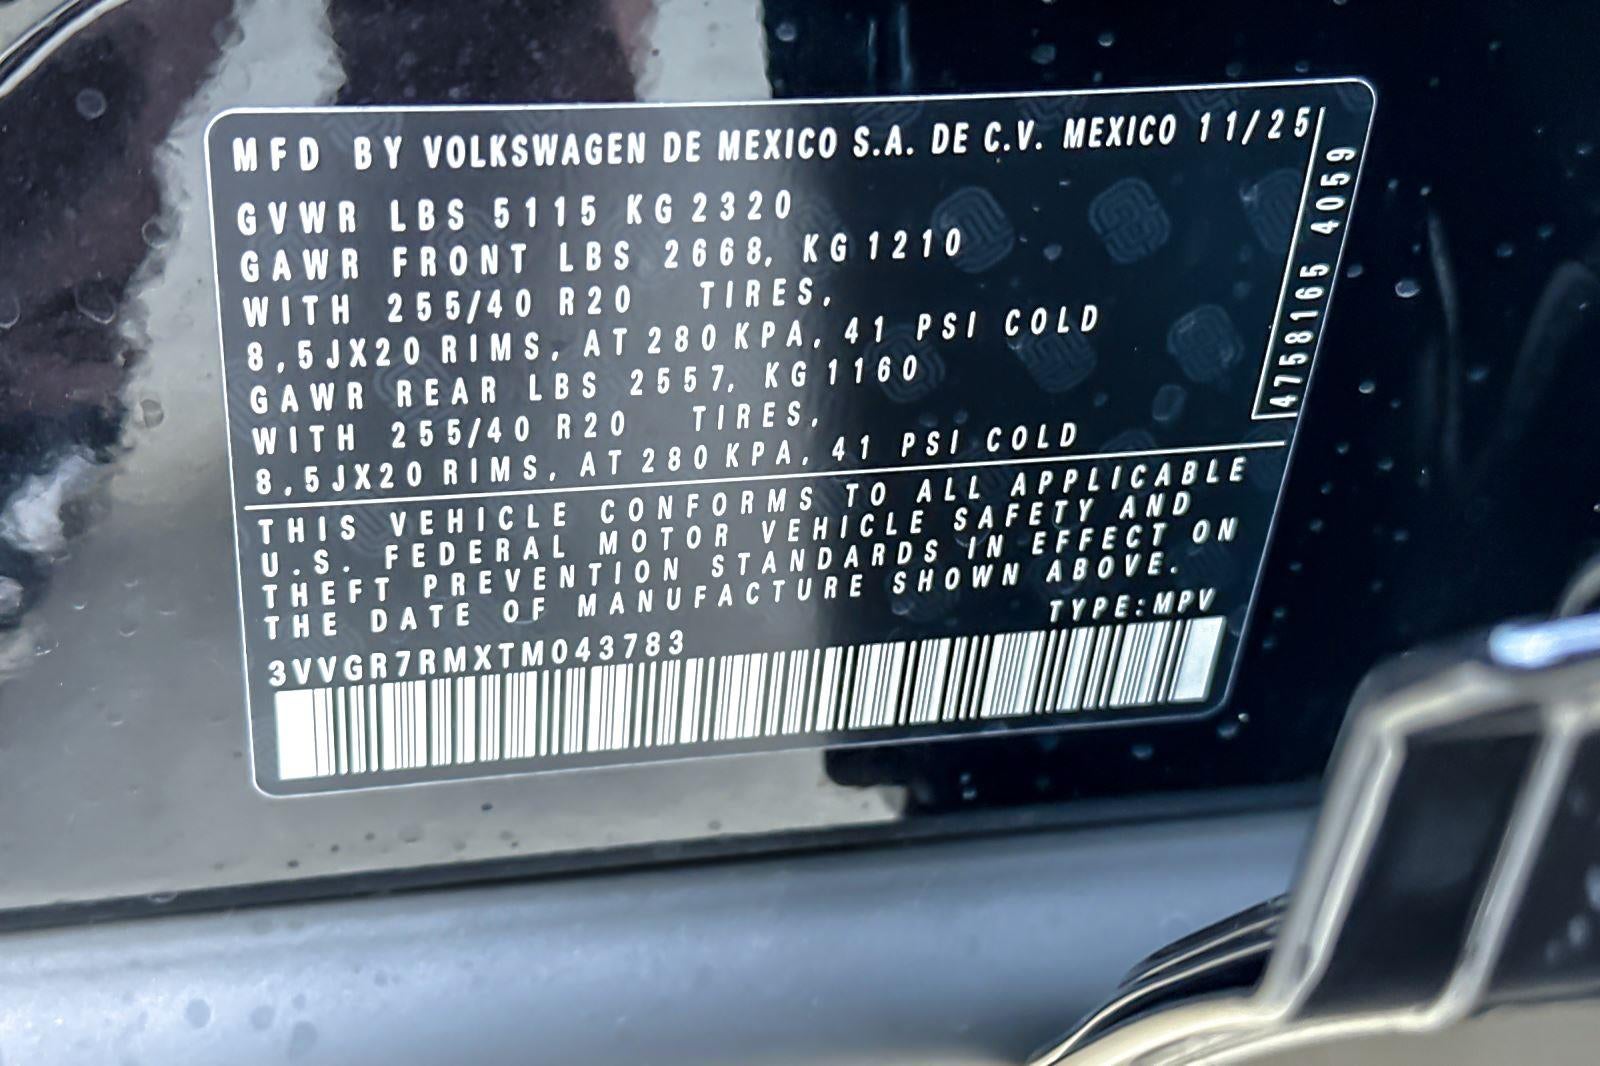 MFD BY VOLKSWAGEN DE MEXICO S.A. DE C.V. MEXICO 11/25
GVWR LBS 5115 KG 2320
GAWR FRONT LBS 2668, KG 1210
WITH 255/40 R20 TIRES,
8,5JX20 RIMS, AT 280 KPA, 41 PSI COLD
GAWR REAR LBS 2557, KG 1160
WITH 255/40 R20 TIRES,
8,5JX20 RIMS, AT 280 KPA, 41 PSI COLD
4758165 4059
THIS VEHICLE CONFORMS TO ALL APPLICABLE
U.S. FEDERAL MOTOR VEHICLE SAFETY AND
THEFT PREVENTION STANDARDS IN EFFECT ON
THE DATE OF MANUFACTURE SHOWN ABOVE.
TYPE:MPV
3VVGR7RMXTM043783